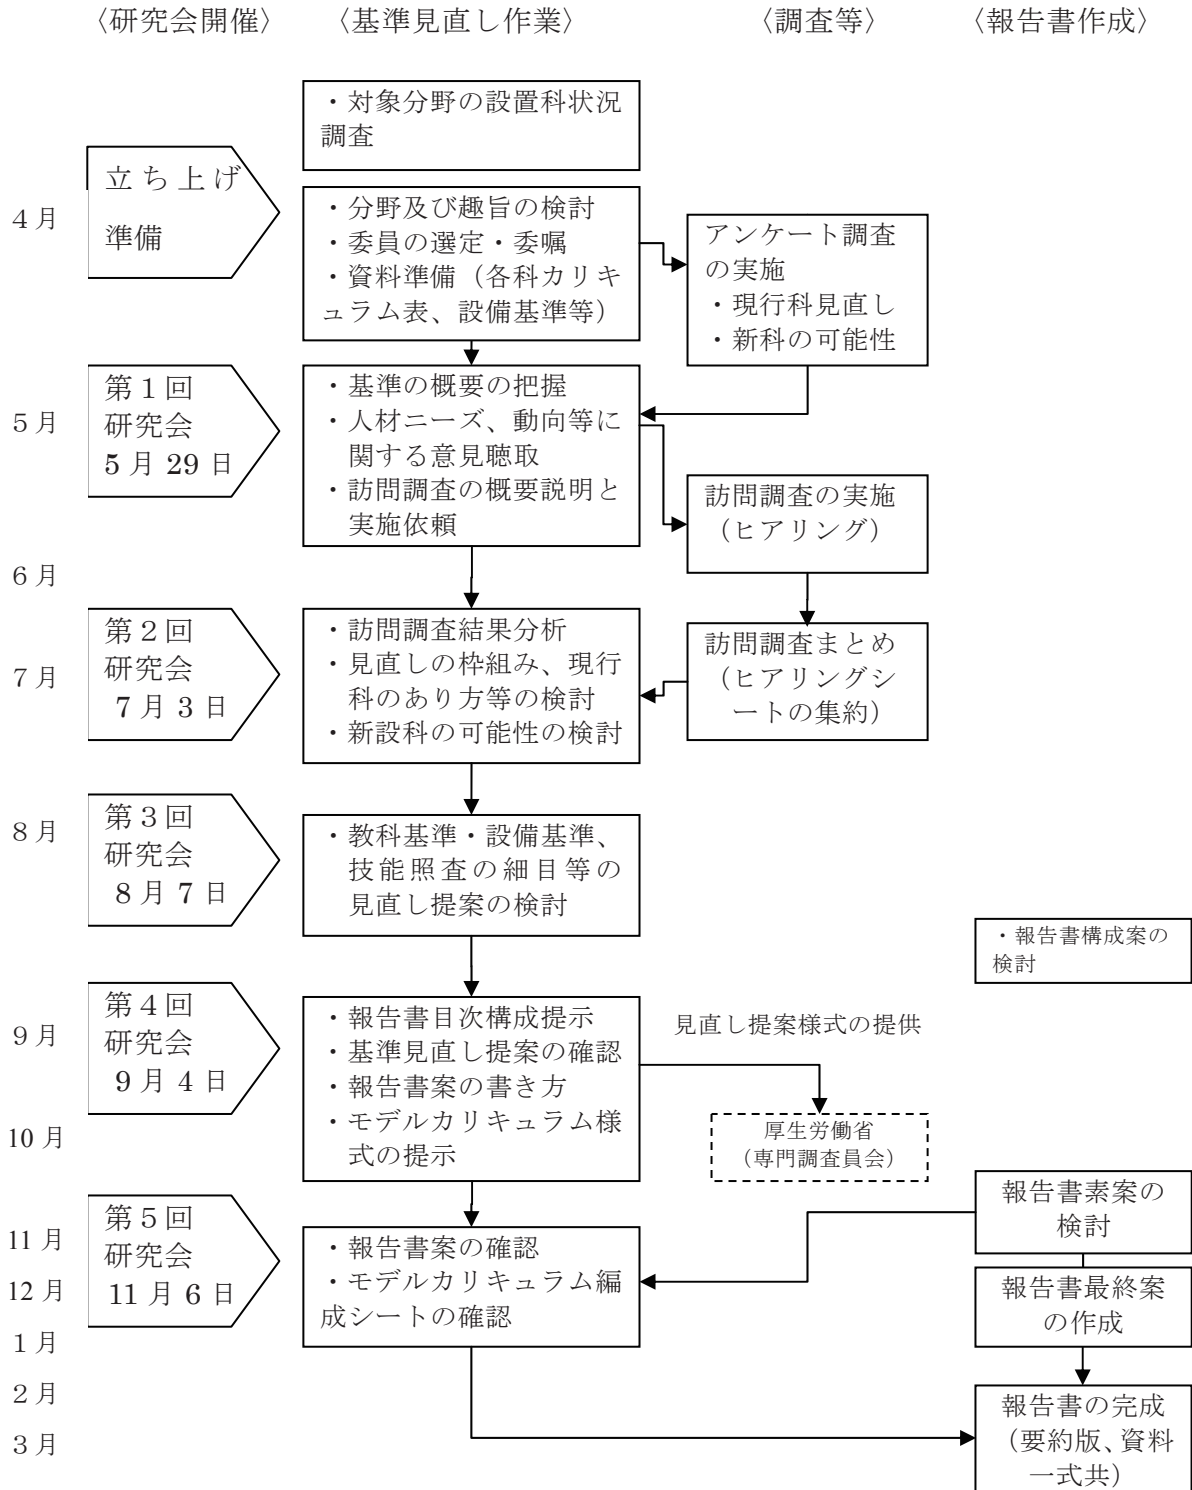 〈研究会開催〉
〈基準見直し作業〉
〈調査等〉
〈報告書作成〉
・対象分野の設置科状況
調査
4月
立ち上げ
準備
・分野及び趣旨の検討
・委員の選定・委嘱
・資料準備（各科カリキ
ュラム表、設備基準等）
アンケート調査
の実施
・現行科見直し
・新科の可能性
5月
第1回
研究会
5月29日
・基準の概要の把握
・人材ニーズ、動向等に
関する意見聴取
・訪問調査の概要説明と
実施依頼
訪問調査の実施
（ヒアリング）
6月
7月
第2回
研究会
7月3日
・訪問調査結果分析
・見直しの枠組み、現行
科のあり方等の検討
・新設科の可能性の検討
訪問調査まとめ
（ヒアリングシ
ートの集約）
8月
第3回
研究会
8月7日
・教科基準・設備基準、
技能照査の細目等の
見直し提案の検討
・報告書構成案の
検討
9月
第4回
研究会
9月4日
・報告書目次構成提示
・基準見直し提案の確認
・報告書案の書き方
・モデルカリキュラム様
式の提示
見直し提案様式の提供
厚生労働省
（専門調査員会）
10月
11月
12月
1月
第5回
研究会
11月6日
・報告書案の確認
・モデルカリキュラム編
成シートの確認
報告書素案の
検討
報告書最終案
の作成
2月
3月
報告書の完成
（要約版、資料
一式共）